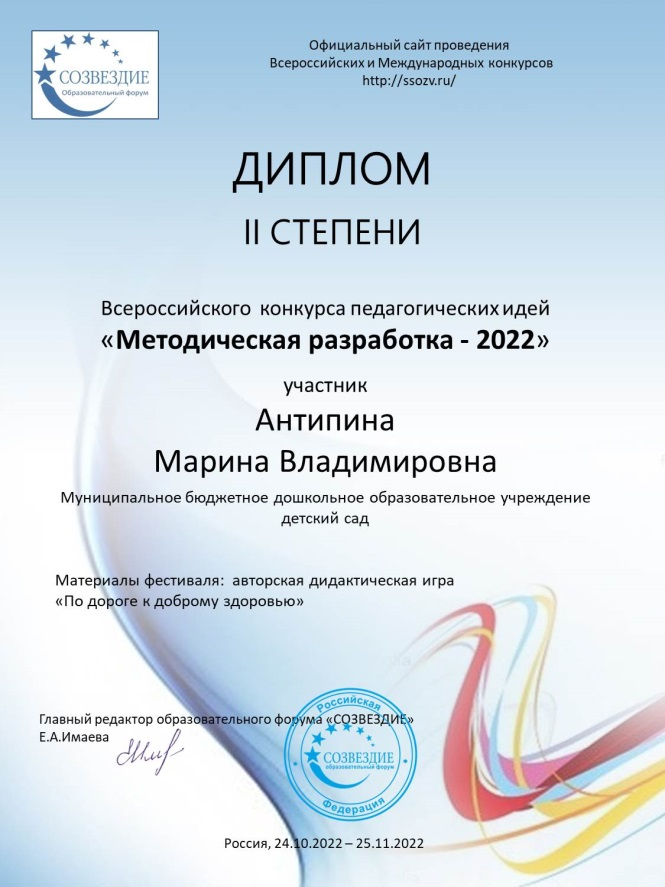 СОЗВЕЗДИЕ
Образовательный форум
Официальный сайт проведения
Всероссийских и Международных конкурсов
http://ssozv.ru/
ДИПЛОМ
II СТЕПЕНИ
Всероссийского конкурса педагогических идей
«Методическая разработка - 2022»
участник
Антипина
Марина Владимировна
Муниципальное бюджетное дошкольное образовательное учреждение
детский сад
Материалы фестиваля: авторская дидактическая игра
«По дороге к доброму здоровью»
Главный редактор образовательного форума «СОЗВЕЗДИЕ»
Е.А.Имаева
Российская
СОЗВЕЗДИЕ
образовательный форум
Федерация
Россия, 24.10.2022 – 25.11.2022